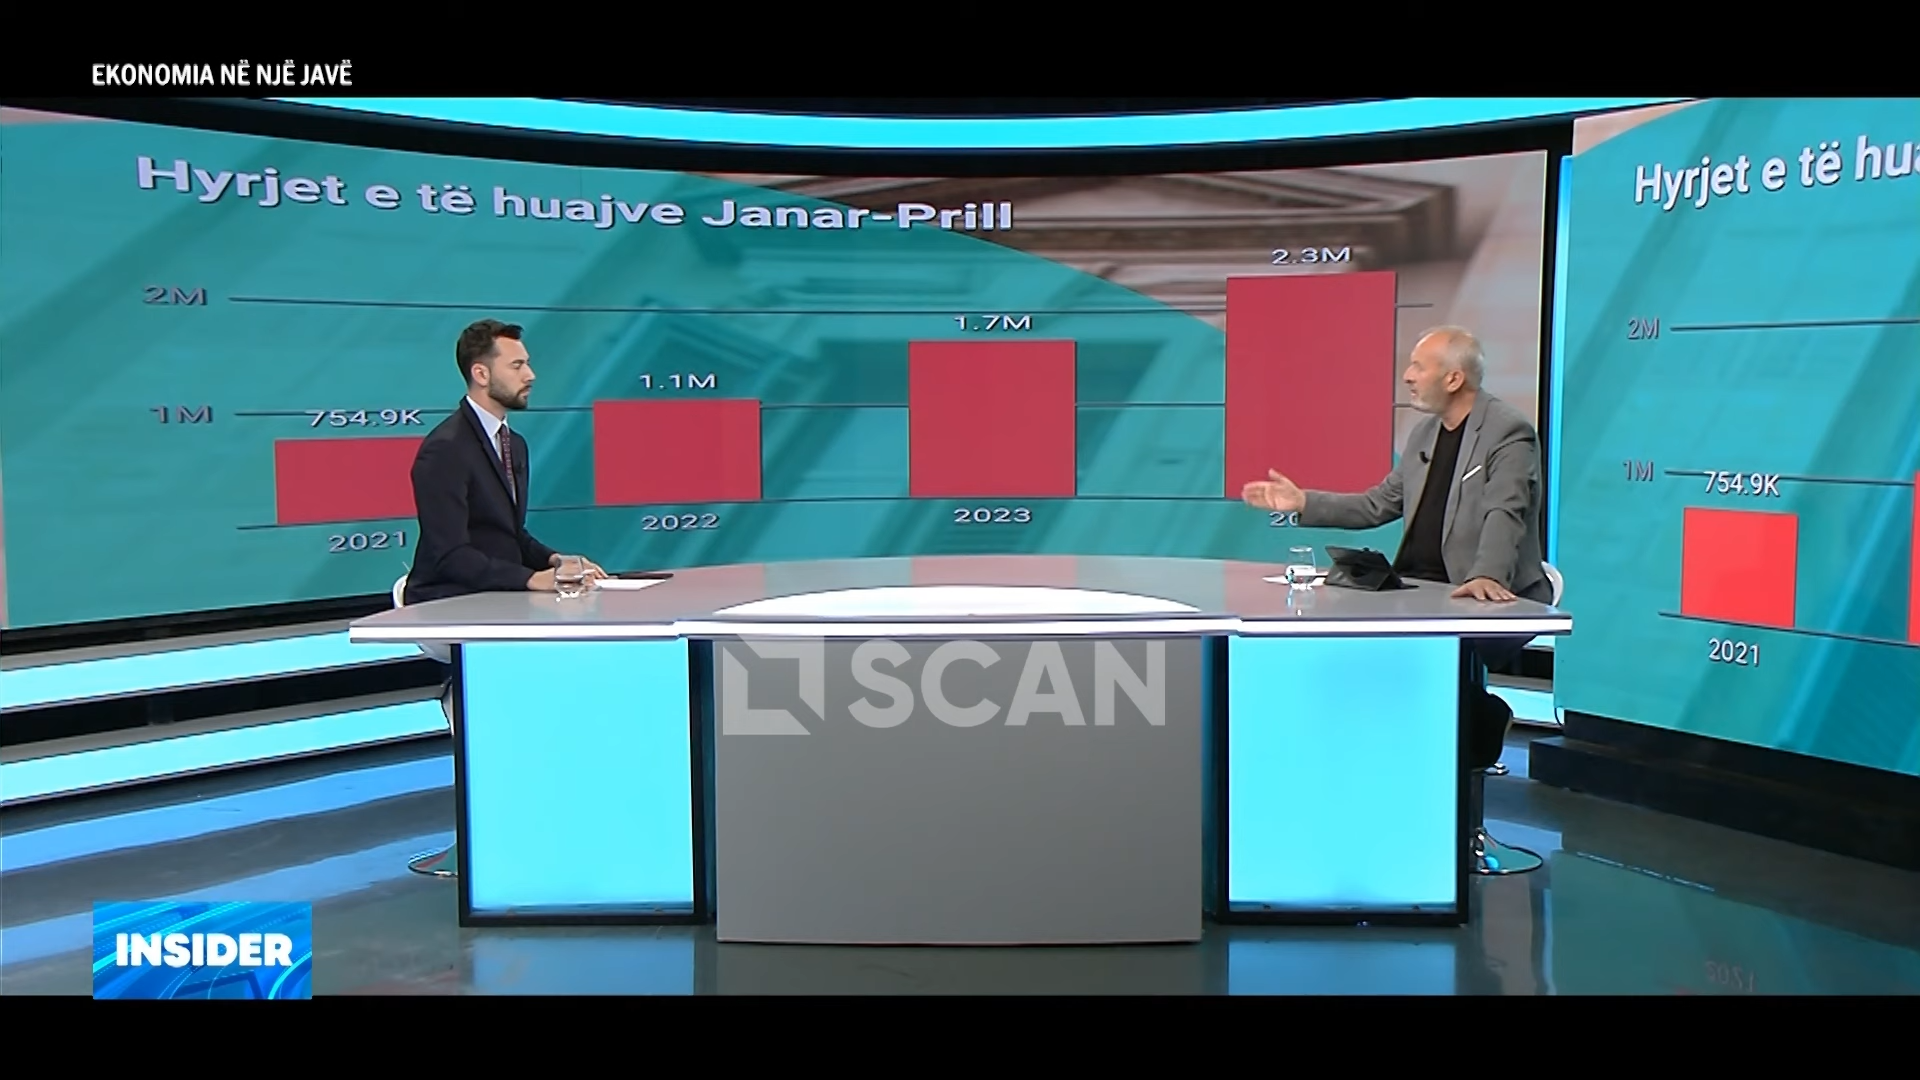 EKONOMIA NË NJË JAVË
Hyrjet e të huajve Janar-Prill
2M
1M
754.9K
1.1M
1.7M
2.3M
2021
2022
2023
Hyrjet e të
2M
1M
754.9K
2021
SCAN
INSIDER